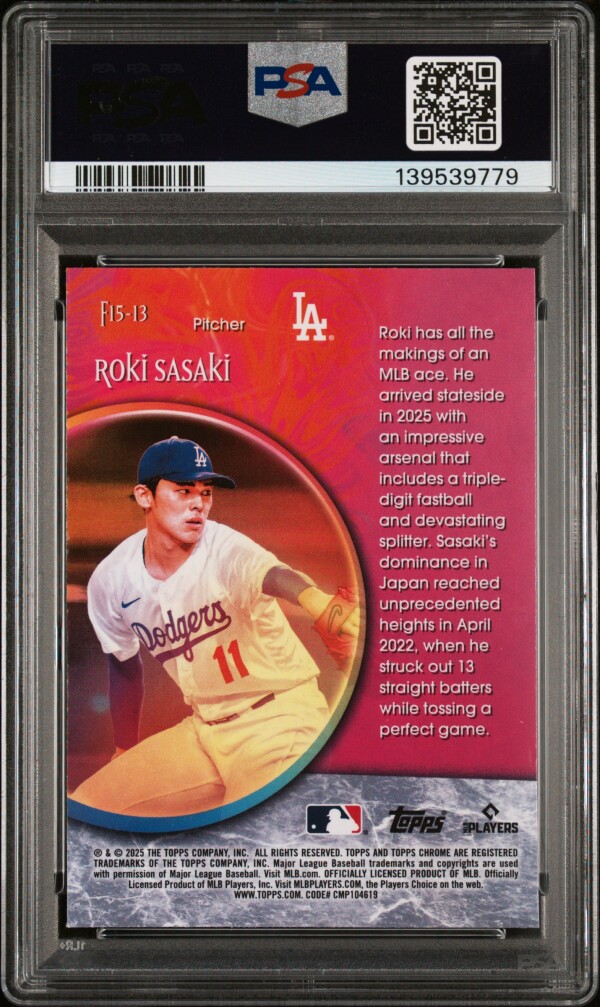 PSA
139539779
F15-13
Pitcher
LA
ROKI SASAKI
Roki has all the
makings of an
MLB ace. He
arrived stateside
in 2025 with
an impressive
arsenal that
includes a triple-
digit fastball
and devastating
splitter. Sasaki's
dominance in
Japan reached
unprecedented
heights in April
2022, when he
struck out 13
straight batters
while tossing a
perfect game.
LA
Dodgers
11
Topps
MLB PLAYERS
® & © 2025 THE TOPPS COMPANY, INC. ALL RIGHTS RESERVED. TOPPS AND TOPPS CHROME ARE REGISTERED
TRADEMARKS OF THE TOPPS COMPANY, INC. Major League Baseball trademarks and copyrights are used
with permission of Major League Baseball. Visit MLB.com. OFFICIALLY LICENSED PRODUCT OF MLB. Officially
Licensed Product of MLB Players, Inc. Visit MLBPLAYERS.COM, the Players Choice on the web.
WWW.TOPPS.COM. CODE# CMP104619